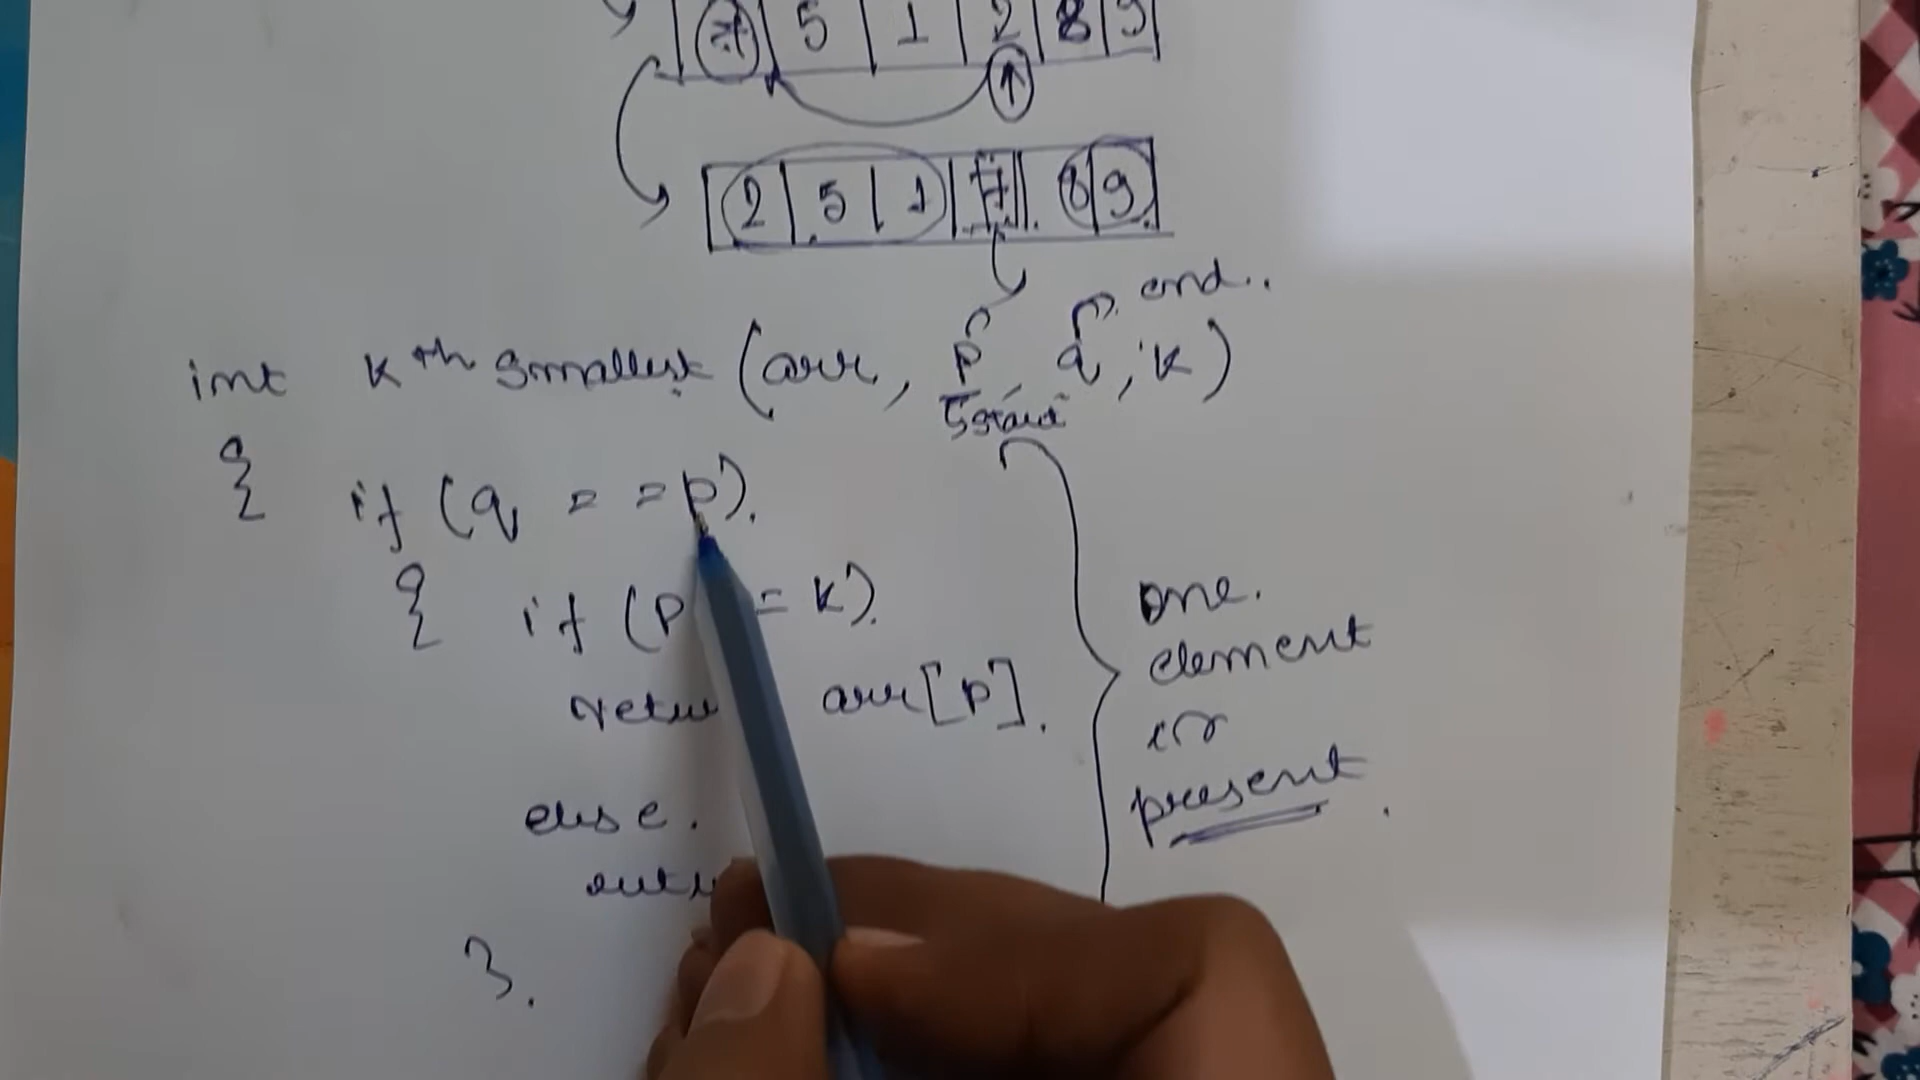 7 5 1 2 8 9
↑
2 5 1 7 8 9
end..
int kth smallest (arr, p, q, k)
start
{ if (q = = p).
{ if (p = k).
one.
element
arr[p].
is
present.
else.
}.